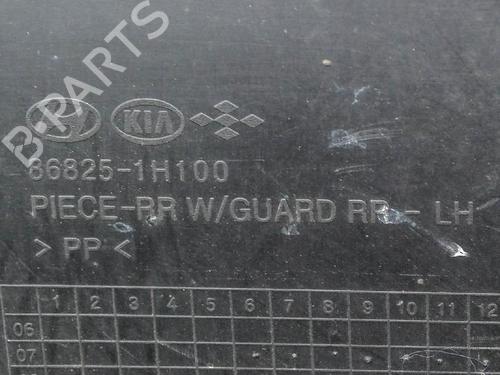 B-PARTS
KIA
86825-1H100
PIECE-RR W/GUARD RR - LH
> PP <
1 2 3 4 5 6 7 8 9 10 11 12
06
07